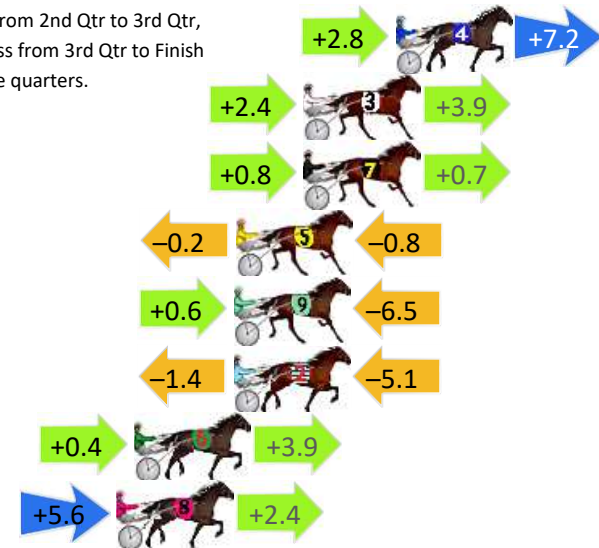 from 2nd Qtr to 3rd Qtr,
ss from 3rd Qtr to Finish
e quarters.
+2.8 4 +7.2
+2.4 3 +3.9
+0.8 7 +0.7
–0.2 5 –0.8
+0.6 9 –6.5
–1.4 –5.1
+0.4 +3.9
+5.6 8 +2.4